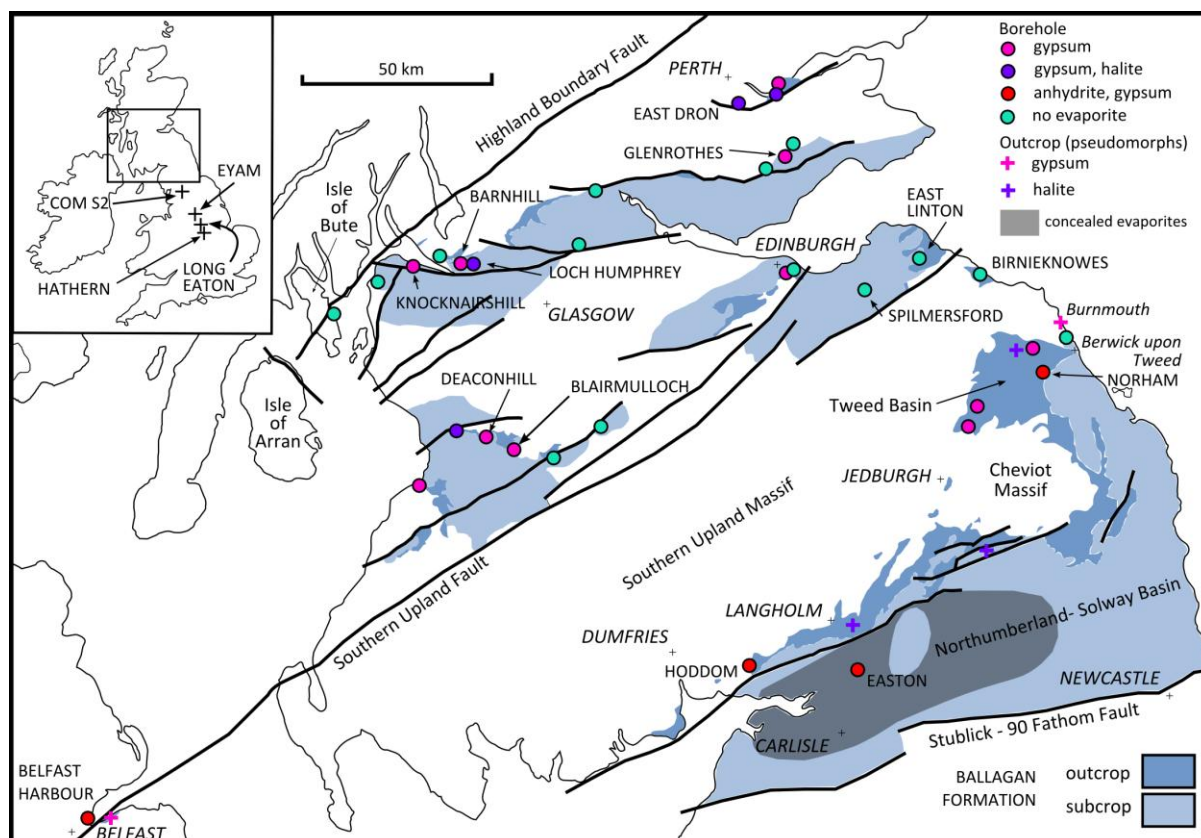 EYAM
COM S2
HATHERN
LONG
EATON
50 km
Highland Boundary Fault
PERTH
EAST DRON
GLENROTHES
Borehole
gypsum
gypsum, halite
anhydrite, gypsum
no evaporite
Outcrop (pseudomorphs)
gypsum
halite
concealed evaporites
Isle
of
Bute
BARNHILL
LOCH HUMPHREY
KNOCKNAIRSHILL
GLASGOW
EDINBURGH
EAST
LINTON
BIRNIEKNOWES
SPILMERSFORD
Burnmouth
Berwick upon
Tweed
NORHAM
Tweed Basin
Isle
of
Arran
DEACONHILL
BLAIRMULLOCH
JEDBURGH
Cheviot
Massif
Southern Upland Massif
Southern Upland Fault
LANGHOLM
DUMFRIES
HODDOM
EASTON
Northumberland- Solway Basin
NEWCASTLE
CARLISLE
Stublick - 90 Fathom Fault
BELFAST
HARBOUR
BELFAST
BALLAGAN
FORMATION
outcrop
subcrop